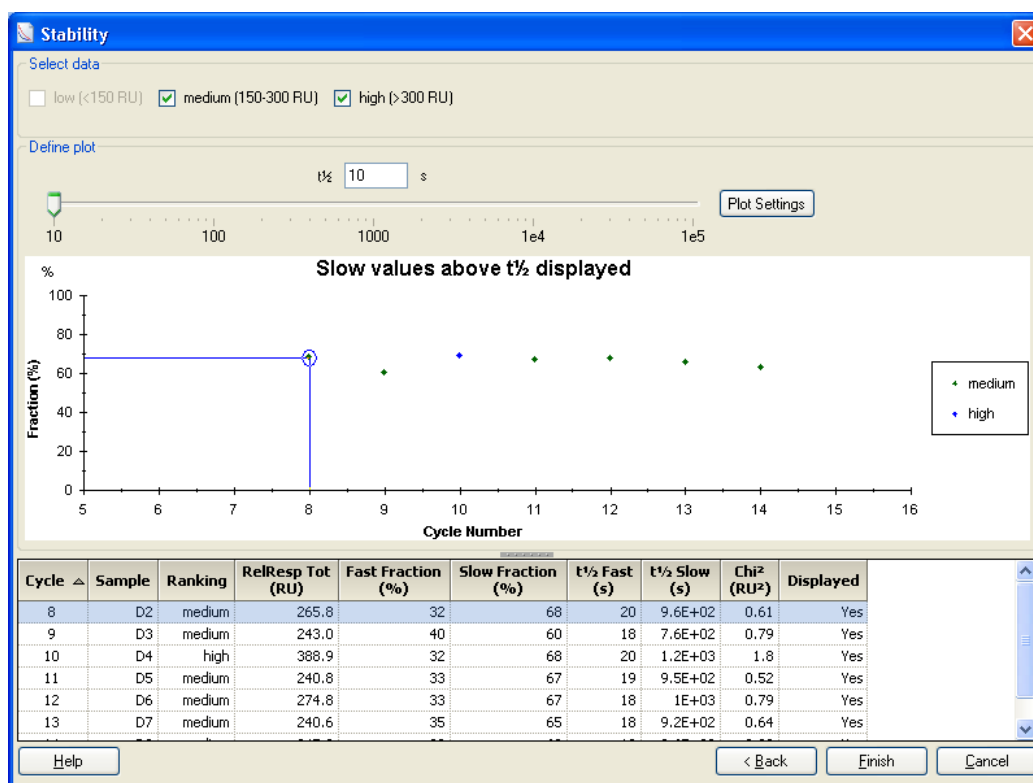 Stability
Select data
low (<150 RU) medium (150-300 RU) high (>300 RU)
Define plot
t½ 10 s
Plot Settings
10 100 1000 1e4 1e5
Slow values above t½ displayed
%
100
80
60
40
20
0
Fraction (%)
5 6 7 8 9 10 11 12 13 14 15 16
Cycle Number
medium
high
Cycle Sample Ranking RelResp Tot (RU) Fast Fraction (%) Slow Fraction (%) t½ Fast (s) t½ Slow (s) Chi² (RU²) Displayed
8 D2 medium 265.8 32 68 20 9.6E+02 0.61 Yes
9 D3 medium 243.0 40 60 18 7.6E+02 0.79 Yes
10 D4 high 388.9 32 68 20 1.2E+03 1.8 Yes
11 D5 medium 240.8 33 67 19 9.5E+02 0.52 Yes
12 D6 medium 274.8 33 67 18 1E+03 0.79 Yes
13 D7 medium 240.6 35 65 18 9.2E+02 0.64 Yes
Help < Back Finish Cancel